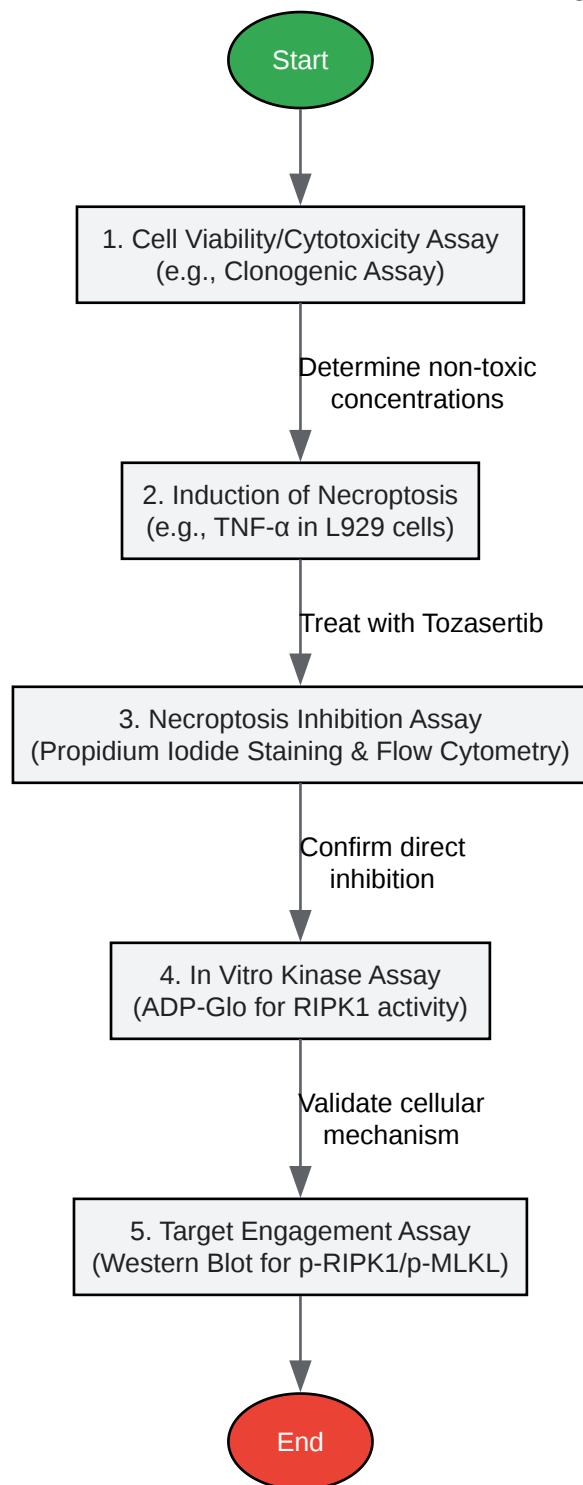 Start
1. Cell Viability/Cytotoxicity Assay
(e.g., Clonogenic Assay)
Determine non-toxic
concentrations
2. Induction of Necroptosis
(e.g., TNF-α in L929 cells)
Treat with Tozasertib
3. Necroptosis Inhibition Assay
(Propidium Iodide Staining & Flow Cytometry)
Confirm direct
inhibition
4. In Vitro Kinase Assay
(ADP-Glo for RIPK1 activity)
Validate cellular
mechanism
5. Target Engagement Assay
(Western Blot for p-RIPK1/p-MLKL)
End